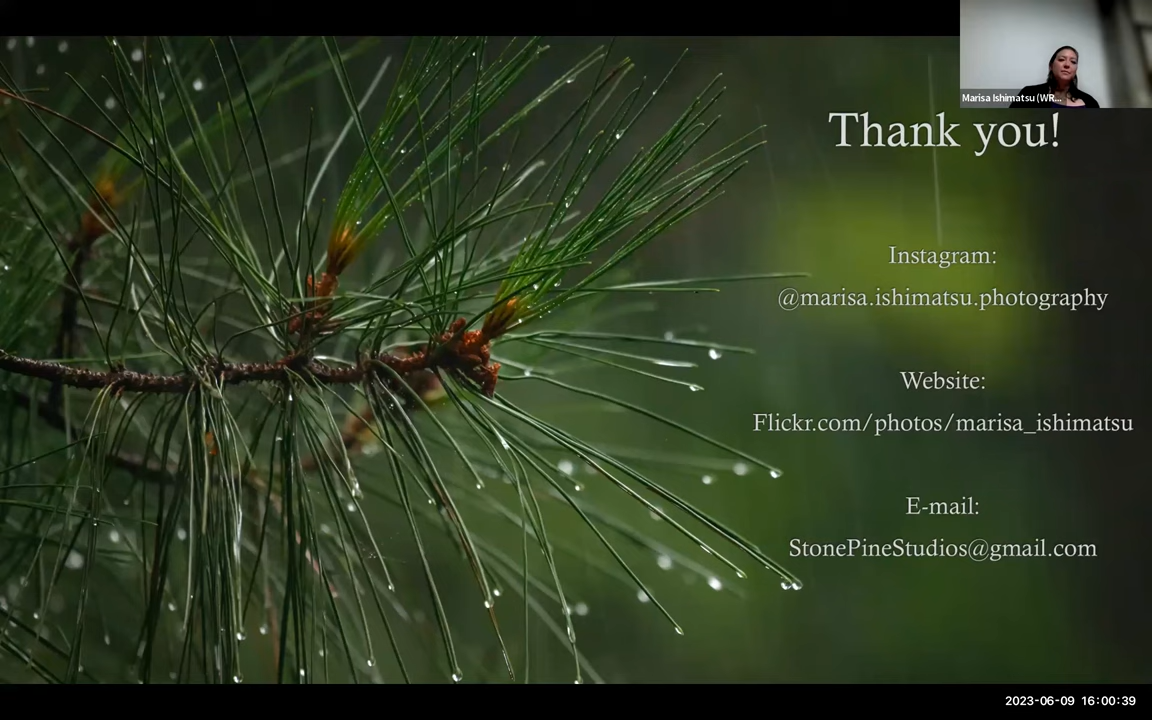 Marisa Ishimatsu (WR...
Thank you!
Instagram:
@marisa.ishimatsu.photography
Website:
Flickr.com/photos/marisa_ishimatsu
E-mail:
StonePineStudios@gmail.com
2023-06-09 16:00:39